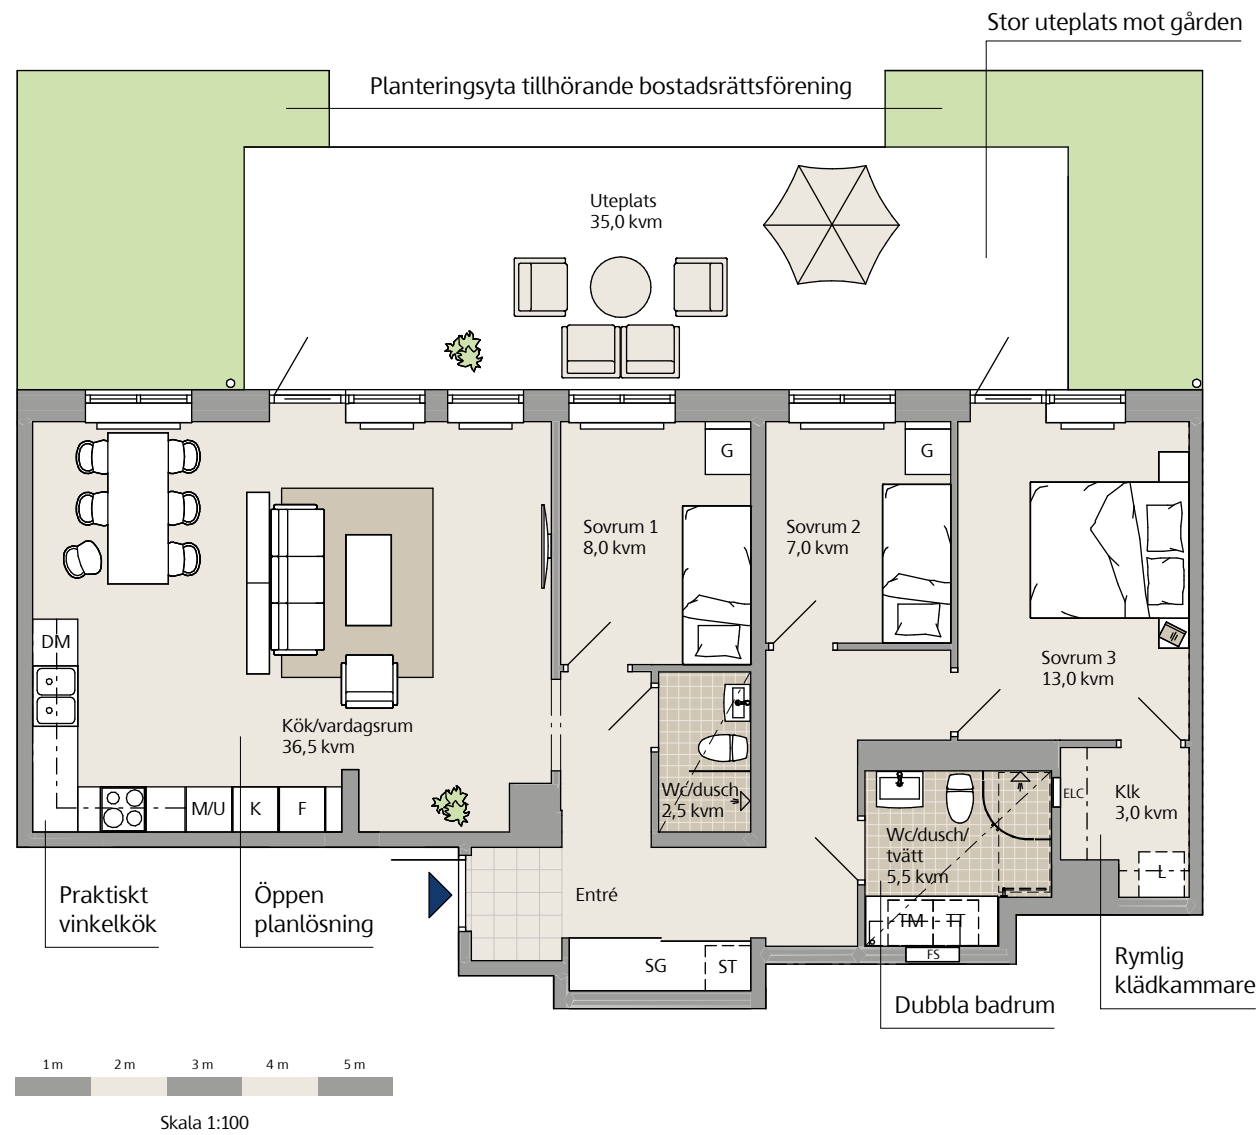 Stor uteplats mot gården
Planteringsyta tillhörande bostadsrättsförening
Uteplats
35,0 kvm
G
G
Sovrum 1
8,0 kvm
Sovrum 2
7,0 kvm
DM
Sovrum 3
13,0 kvm
Kök/vardagsrum
36,5 kvm
Wc/dusch
2,5 kvm
M/U
K
F
ELC
Klk
3,0 kvm
Wc/dusch/
tvätt
5,5 kvm
L
Praktiskt
vinkelkök
Öppen
planlösning
Entré
TM
TT
FS
SG
ST
Rymlig
klädkammare
Dubbla badrum
1 m
2 m
3 m
4 m
5 m
Skala 1:100